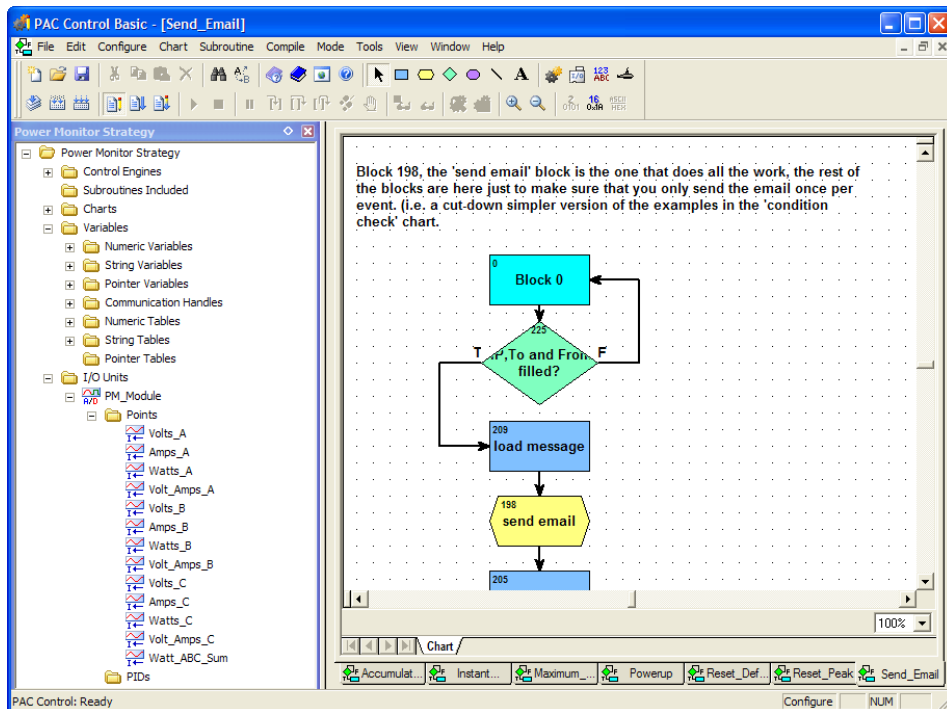 PAC Control Basic - [Send_Email]
File Edit Configure Chart Subroutine Compile Mode Tools View Window Help
Power Monitor Strategy
Power Monitor Strategy
Control Engines
Subroutines Included
Charts
Variables
Numeric Variables
String Variables
Pointer Variables
Communication Handles
Numeric Tables
String Tables
Pointer Tables
I/O Units
PM_Module
Points
Volts_A
Amps_A
Watts_A
Volt_Amps_A
Volts_B
Amps_B
Watts_B
Volt_Amps_B
Volts_C
Amps_C
Watts_C
Volt_Amps_C
Watt_ABC_Sum
PIDs
Block 198, the 'send email' block is the one that does all the work, the rest of
the blocks are here just to make sure that you only send the email once per
event. (i.e. a cut-down simpler version of the examples in the 'condition
check' chart.
0
Block 0
225
T
P,To and From
filled?
F
209
load message
198
send email
205
100%
Chart
Accumulat...
Instant...
Maximum_...
Powerup
Reset_Def...
Reset_Peak
Send_Email
PAC Control: Ready
Configure
NUM